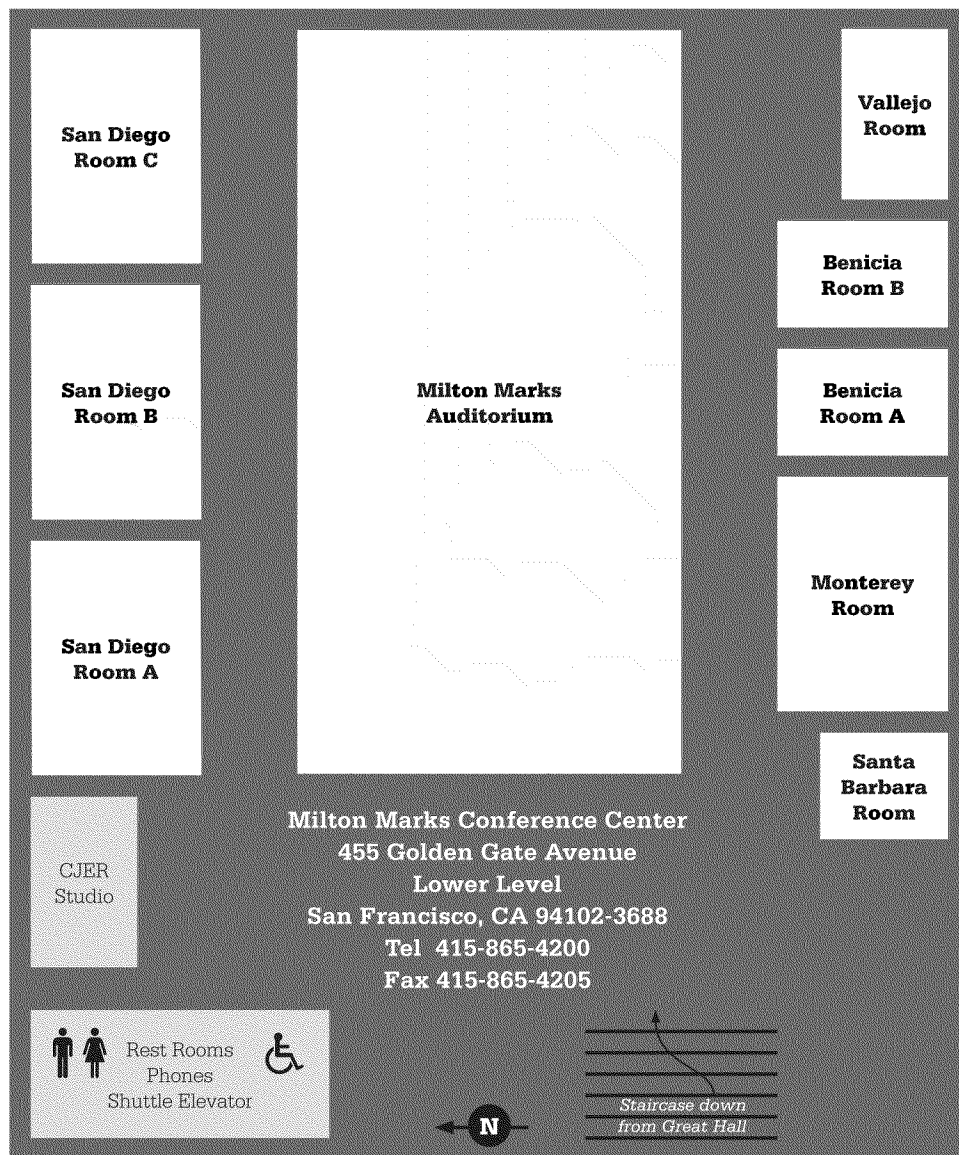 San Diego
Room C
Vallejo
Room
Benicia
Room B
San Diego
Room B
Milton Marks
Auditorium
Benicia
Room A
Monterey
Room
San Diego
Room A
Santa
Barbara
Room
CJER
Studio
Milton Marks Conference Center
455 Golden Gate Avenue
Lower Level
San Francisco, CA 94102-3688
Tel 415-865-4200
Fax 415-865-4205
Rest Rooms
Phones
Shuttle Elevator
N
Staircase down
from Great Hall